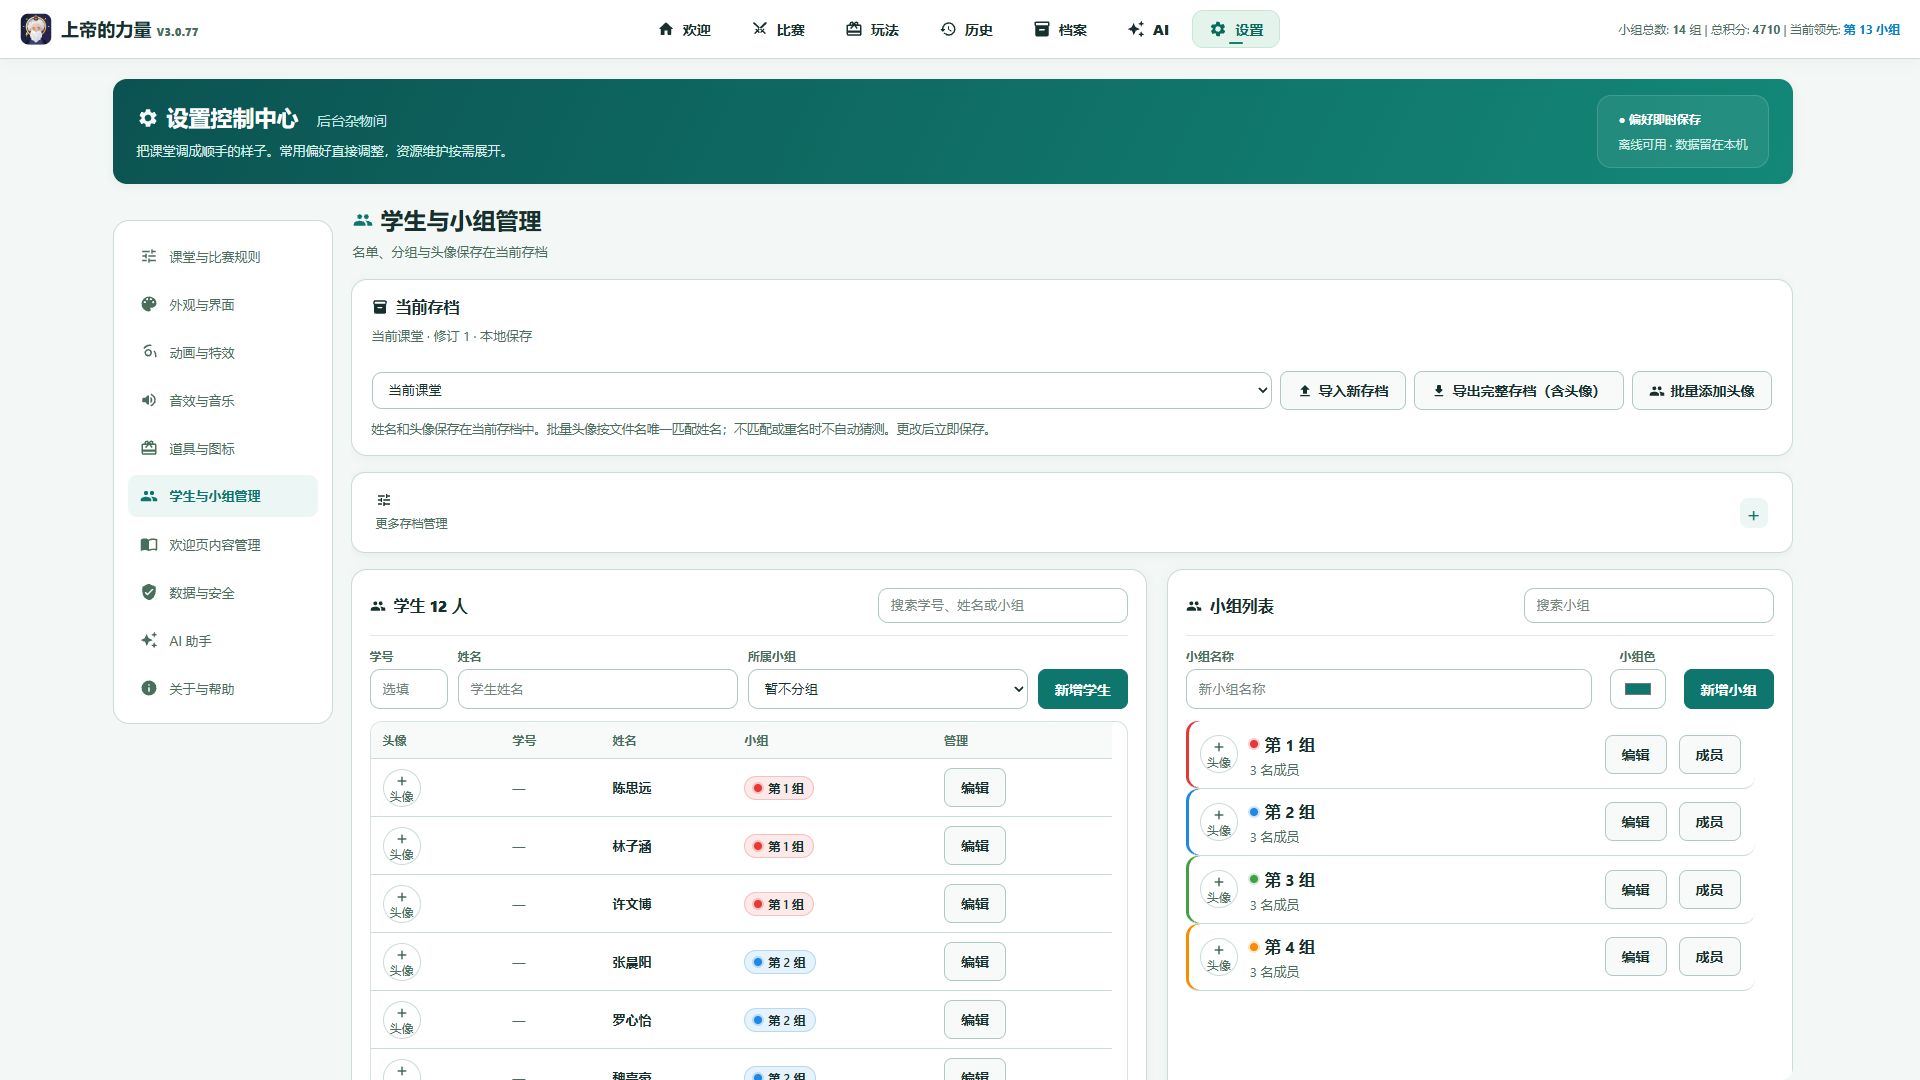 上帝的力量 V3.0.77
欢迎
比赛
玩法
历史
档案
AI
设置
小组总数: 14 组 | 总积分: 4710 | 当前领先: 第 13 小组
设置控制中心 后台杂物间
把课堂调成顺手的样子。常用偏好直接调整，资源维护按需展开。
● 偏好即时保存
离线可用 · 数据留在本机
课堂与比赛规则
外观与界面
动画与特效
音效与音乐
道具与图标
学生与小组管理
欢迎页内容管理
数据与安全
AI 助手
关于与帮助
学生与小组管理
名单、分组与头像保存在当前存档
当前存档
当前课堂 · 修订 1 · 本地保存
当前课堂
导入新存档
导出完整存档（含头像）
批量添加头像
姓名和头像保存在当前存档中。批量头像按文件名唯一匹配姓名；不匹配或重名时不自动猜测。更改后立即保存。
更多存档管理
+
学生 12 人
搜索学号、姓名或小组
学号 姓名 所属小组
选填 学生姓名 暂不分组 新增学生
头像 学号 姓名 小组 管理
+ 头像 — 陈思远 第 1 组 编辑
+ 头像 — 林子涵 第 1 组 编辑
+ 头像 — 许文博 第 1 组 编辑
+ 头像 — 张晨阳 第 2 组 编辑
+ 头像 — 罗心怡 第 2 组 编辑
+ — 魏嘉豪 第 2 组 编辑
小组列表
搜索小组
小组名称 小组色
新小组名称 新增小组
+ 头像 第 1 组 编辑 成员
3 名成员
+ 头像 第 2 组 编辑 成员
3 名成员
+ 头像 第 3 组 编辑 成员
3 名成员
+ 头像 第 4 组 编辑 成员
3 名成员